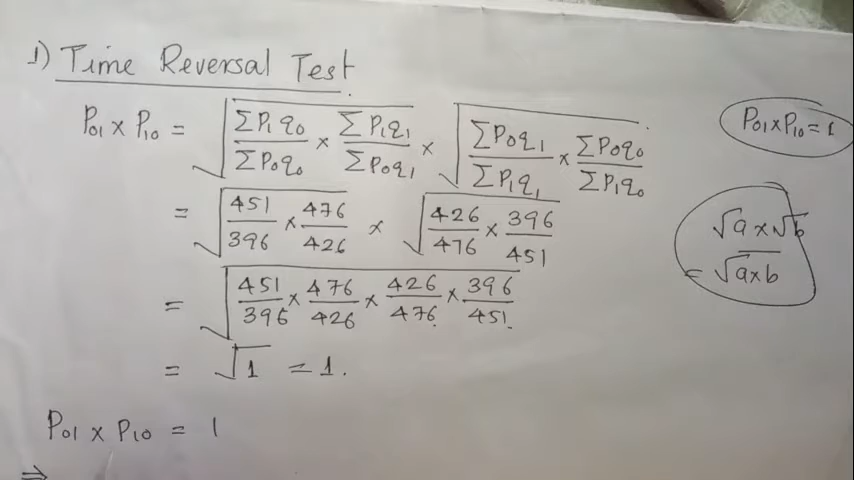 1) Time Reversal Test
P01 x P10 = √(ΣP1q0/ΣP0q0 x ΣP1q1/ΣP0q1) x √(ΣP0q1/ΣP1q1 x ΣP0q0/ΣP1q0)
P01xP10=1
= √(451/396 x 476/426) x √(426/476 x 396/451)
√a x √b
= √axb
= √(451/396 x 476/426 x 426/476 x 396/451)
= √1 = 1.
P01 x P10 = 1
⇒